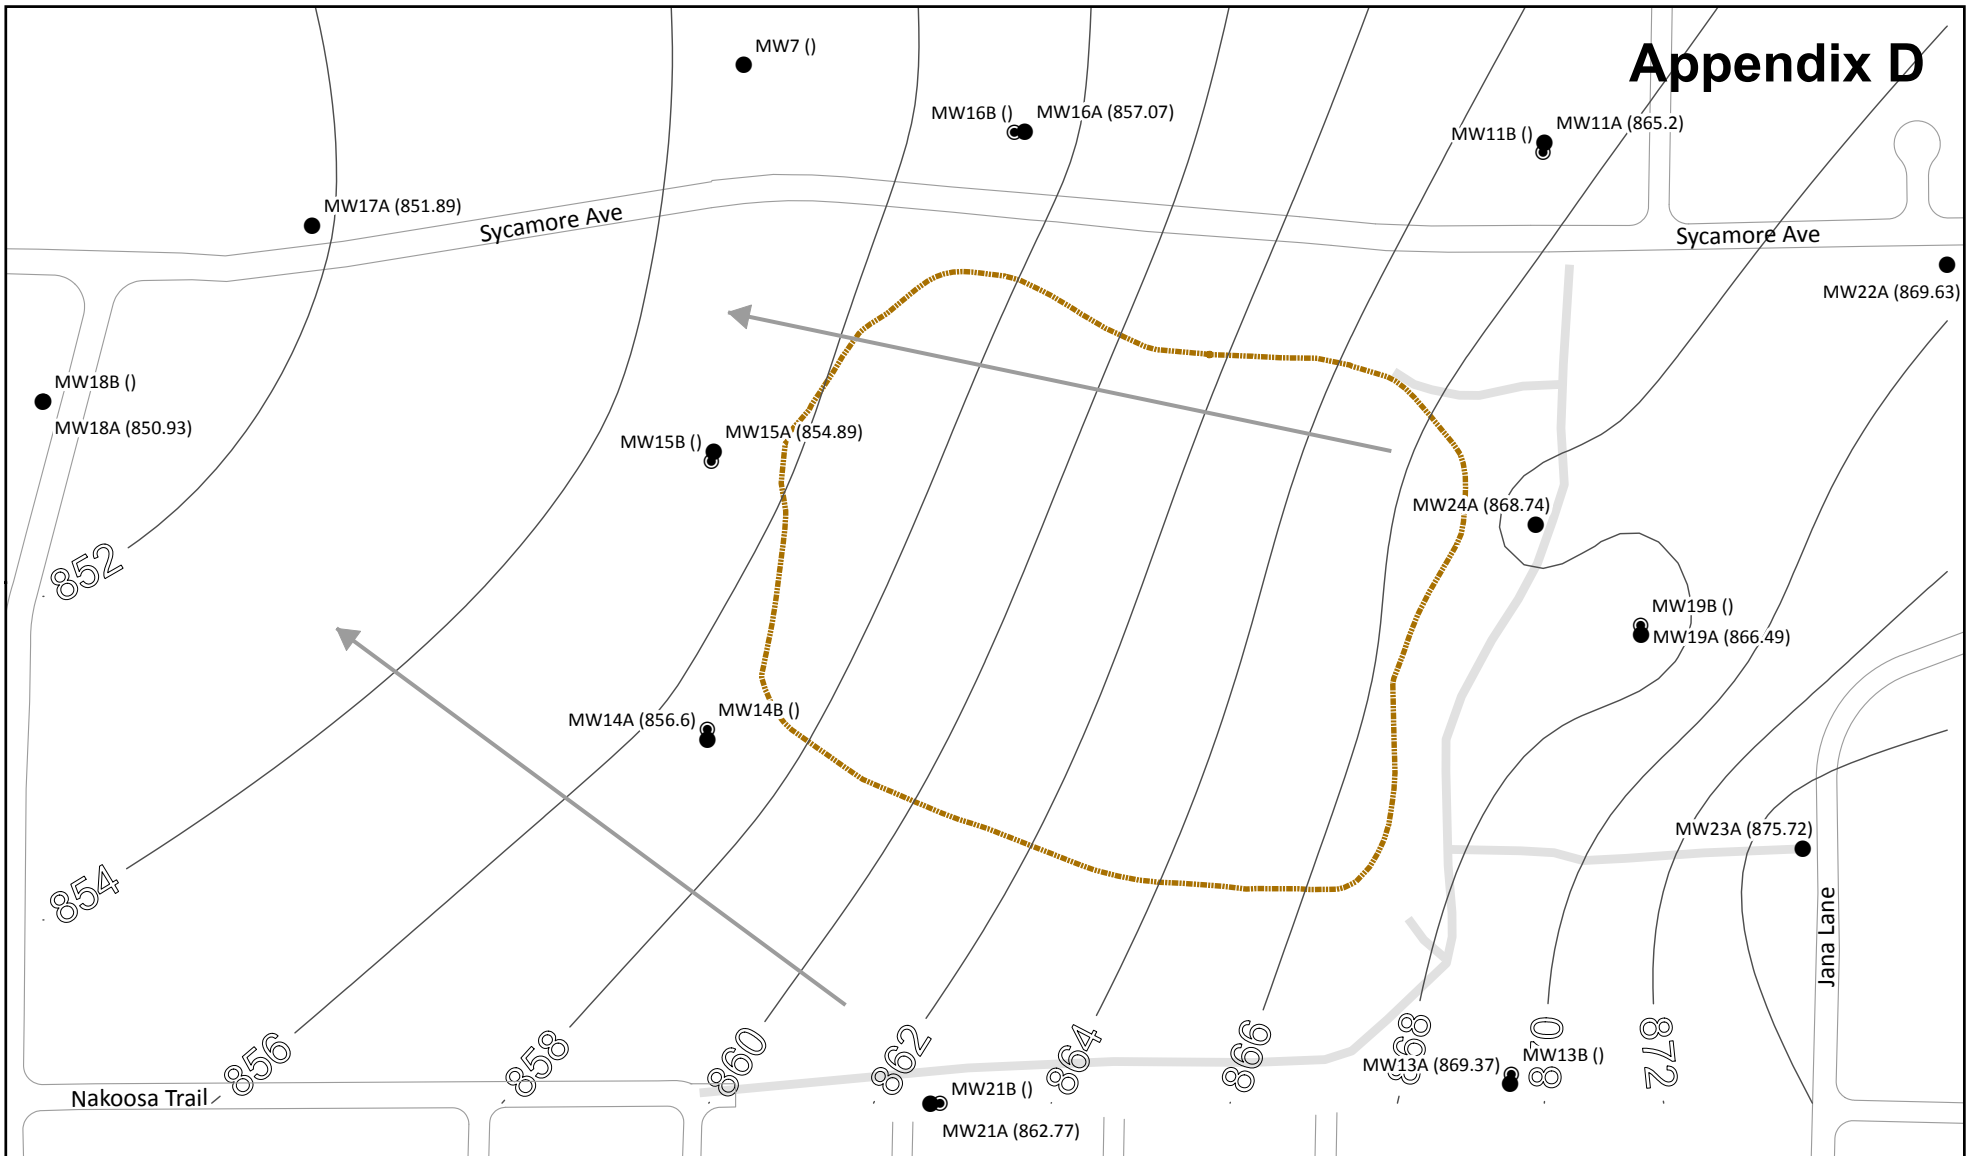 Appendix D
MW7 ()
MW16B ()
MW16A (857.07)
MW11B ()
MW11A (865.2)
MW17A (851.89)
Sycamore Ave
Sycamore Ave
MW22A (869.63)
MW18B ()
MW18A (850.93)
MW15B ()
MW15A (854.89)
MW24A (868.74)
852
MW19B ()
MW19A (866.49)
MW14A (856.6)
MW14B ()
MW23A (875.72)
854
Jana Lane
856
858
860
862
864
866
868
870
872
MW13A (869.37)
MW13B ()
Nakoosa Trail
MW21B ()
MW21A (862.77)